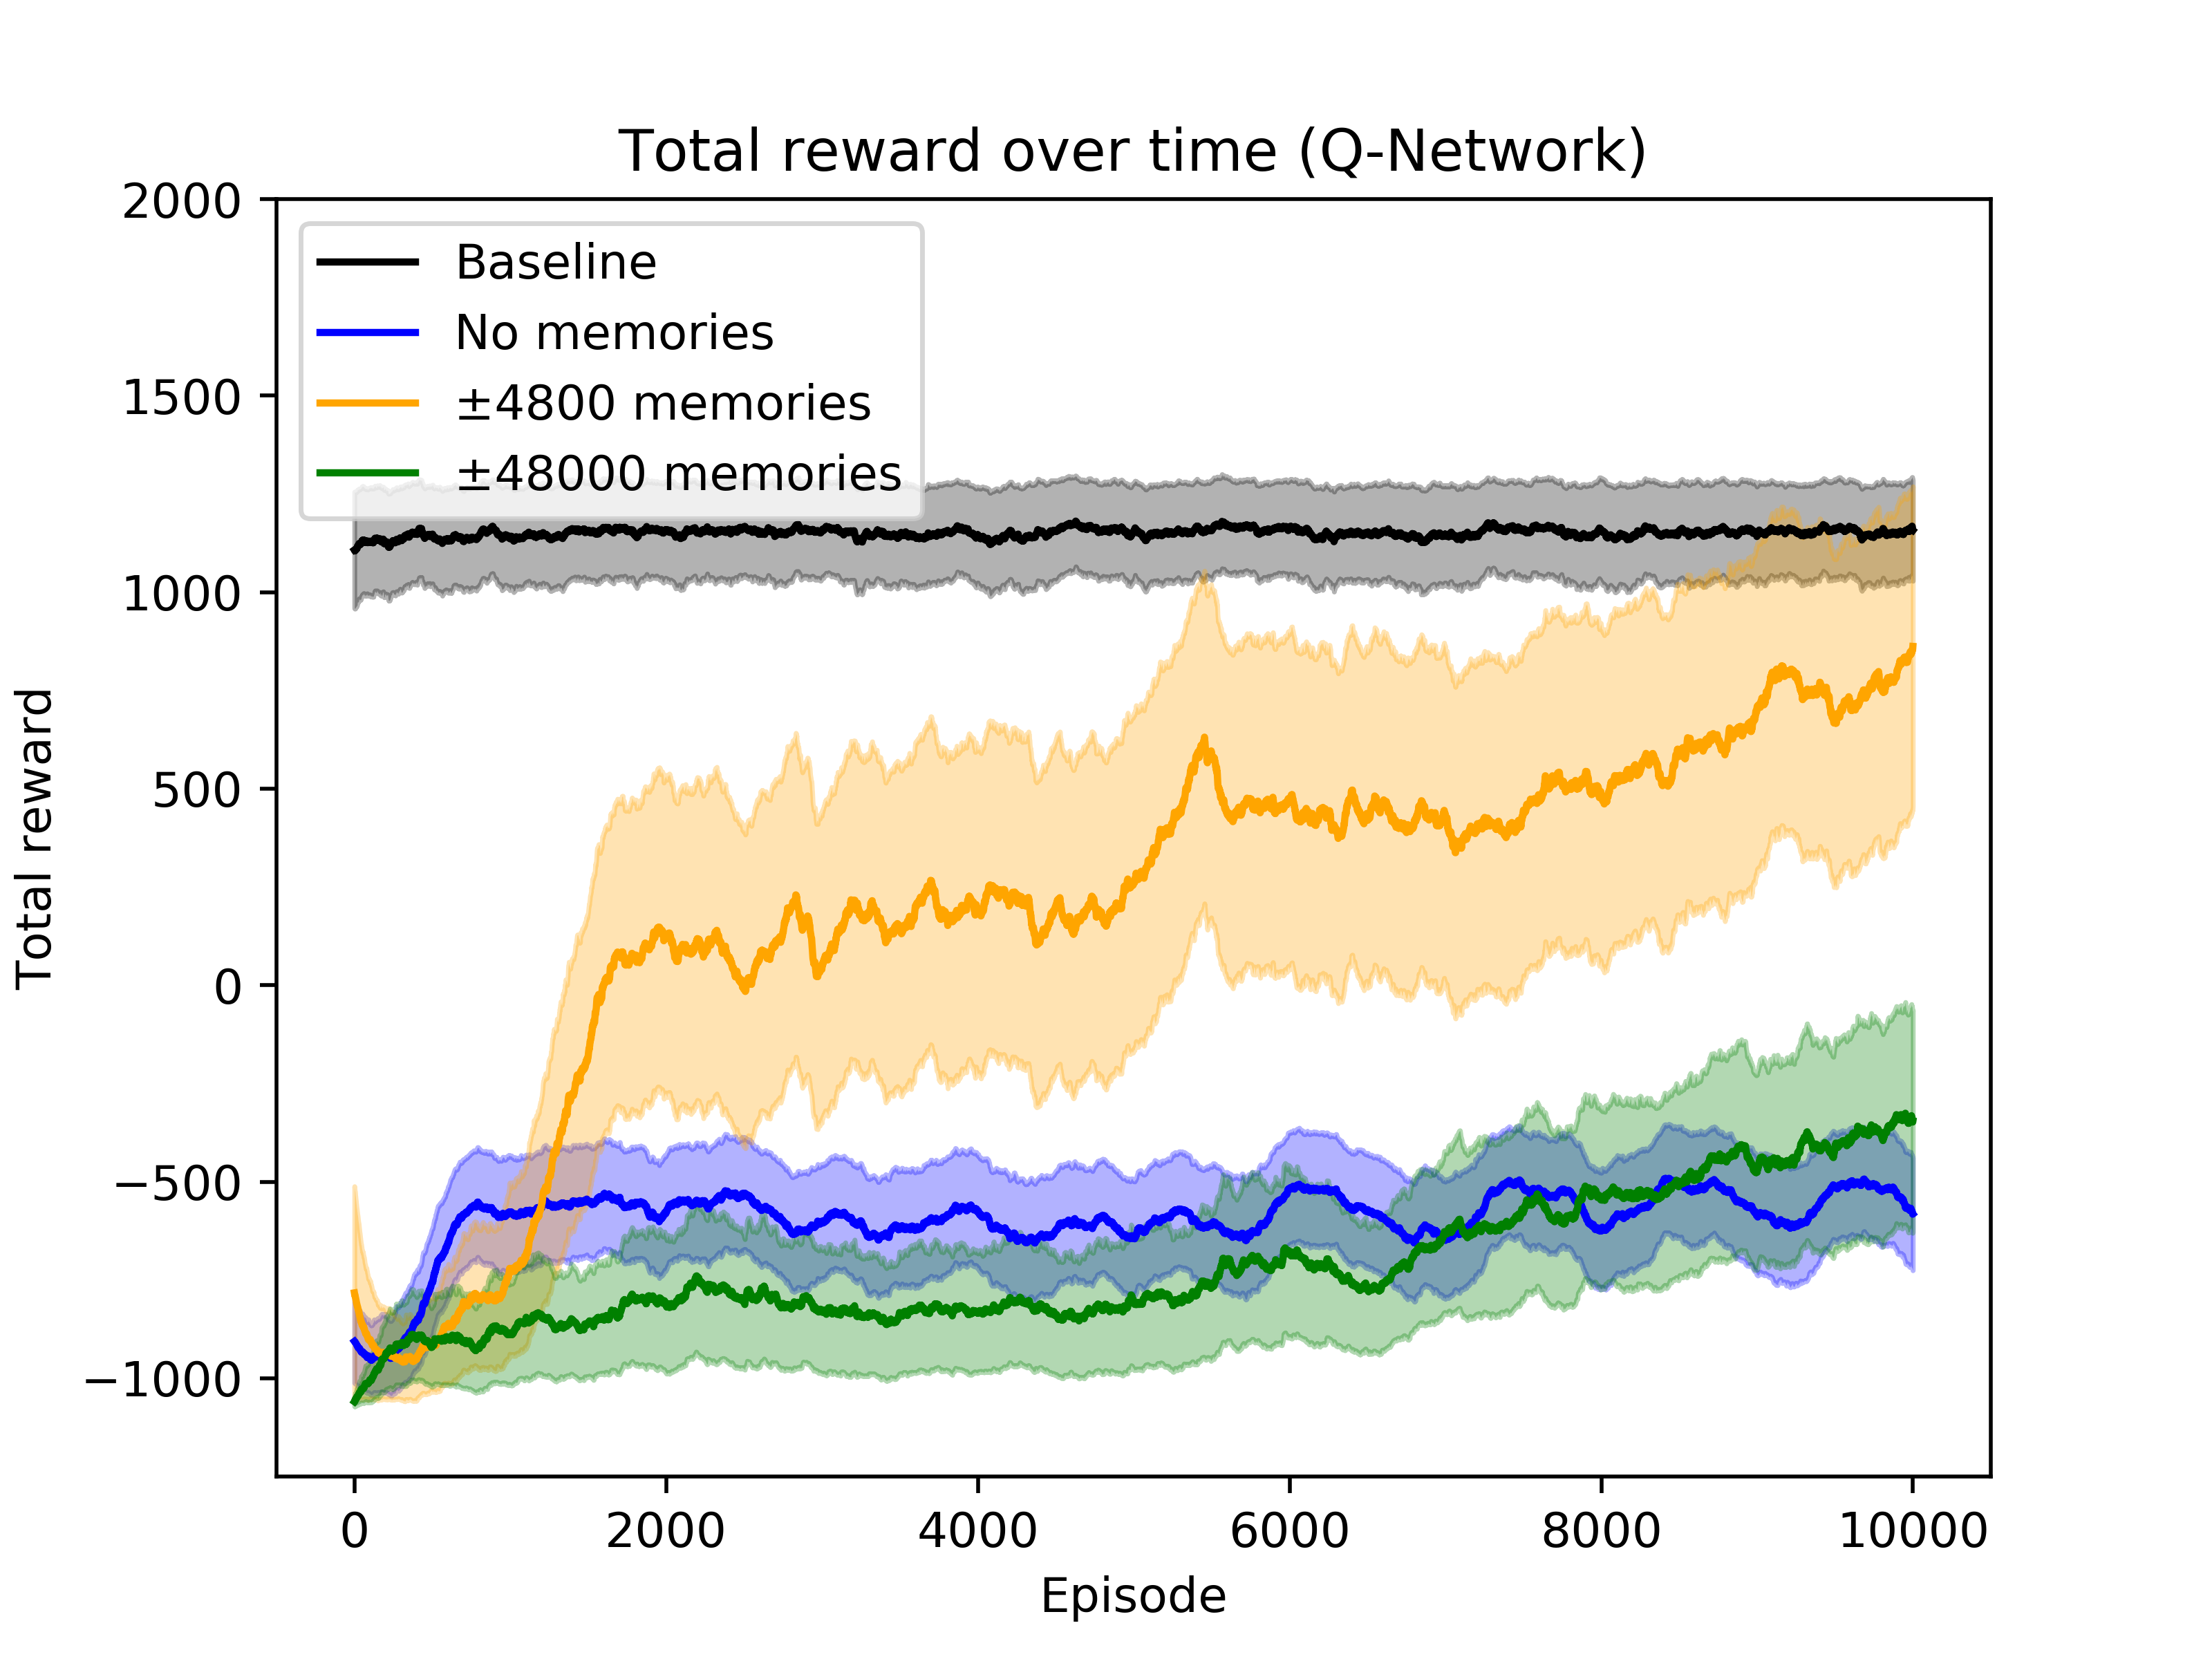 Total reward over time (Q-Network)
2000
1500
1000
500
0
−500
−1000
Total reward
Baseline
No memories
±4800 memories
±48000 memories
0 2000 4000 6000 8000 10000
Episode